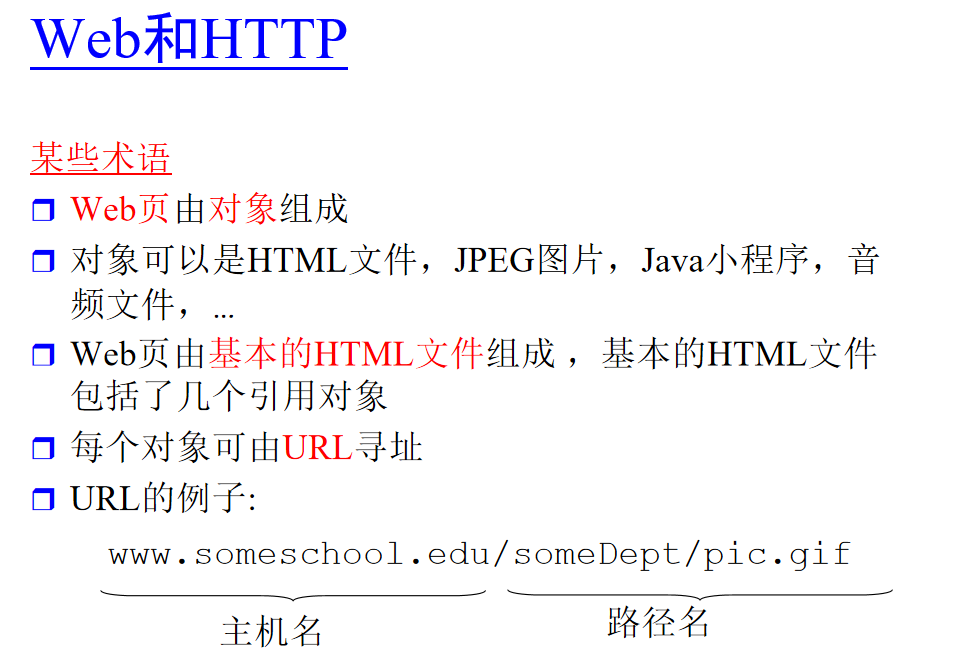 Web和HTTP
某些术语
Web页由对象组成
对象可以是HTML文件，JPEG图片，Java小程序，音
频文件，...
Web页由基本的HTML文件组成 ，基本的HTML文件
包括了几个引用对象
每个对象可由URL寻址
URL的例子:
www.someschool.edu/someDept/pic.gif
主机名 路径名